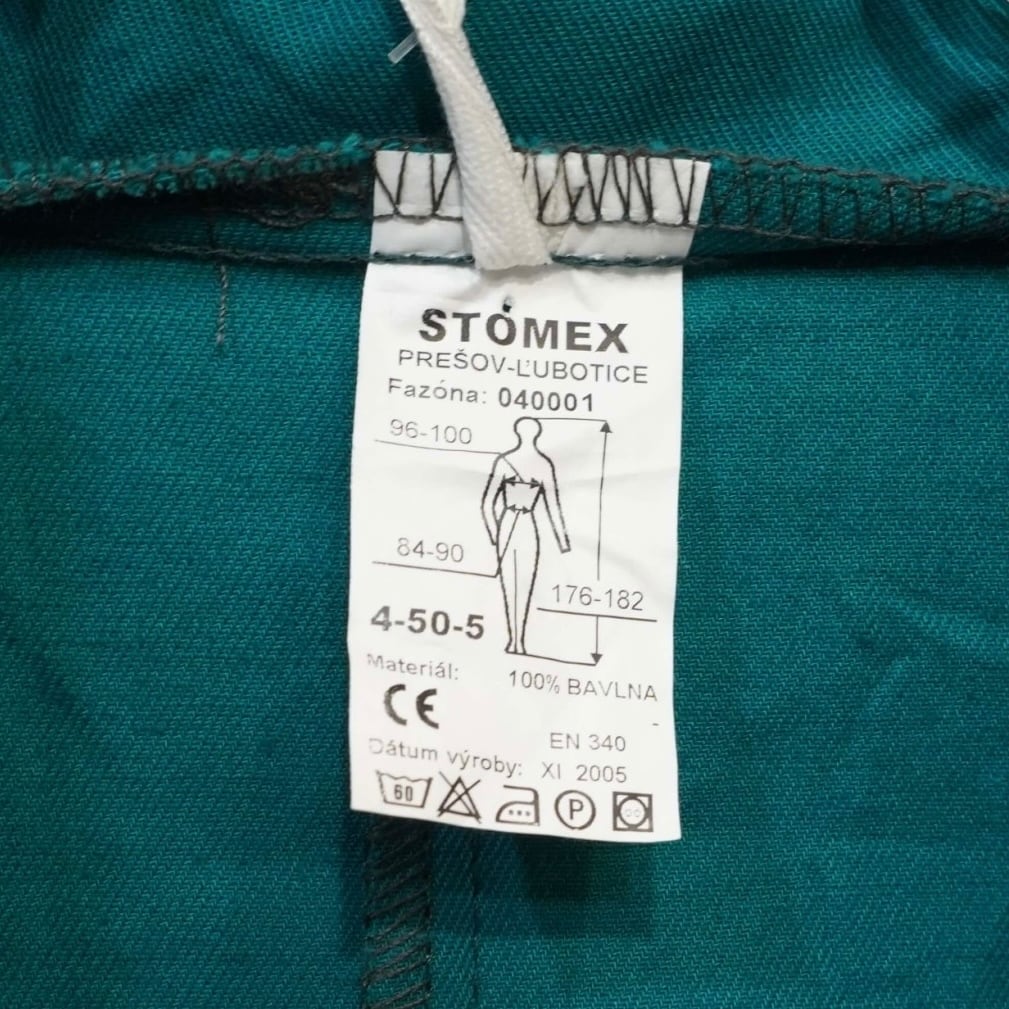 STOMEX
PREŠOV-ĽUBOTICE
Fazóna: 040001
96-100
84-90
176-182
4-50-5
Materiál: 100% BAVLNA
-
CE
EN 340
Dátum výroby: XI 2005
60
P